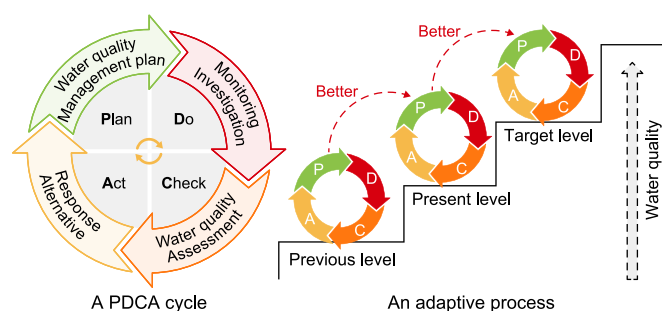 Water quality
Management plan
Monitoring
Investigation
Plan
Do
Act
Check
Response
Alternative
Water quality
Assessment
A PDCA cycle
Better
Better
P
D
A
C
Previous level
P
D
A
C
Present level
P
D
A
C
Target level
Water quality
An adaptive process